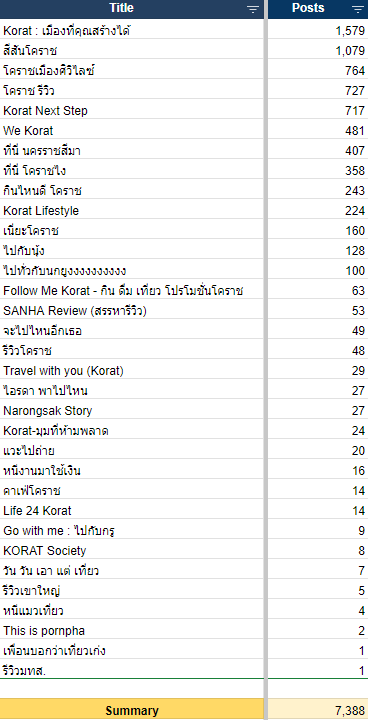 Title Posts
Korat : เมืองที่คุณสร้างได้ 1,579
สีสันโคราช 1,079
โคราชเมืองศิวิไลซ์ 764
โคราช รีวิว 727
Korat Next Step 717
We Korat 481
ที่นี่ นครราชสีมา 407
ที่นี่ โคราชไง 358
กินไหนดี โคราช 243
Korat Lifestyle 224
เนี่ยะโคราช 160
ไปกับนุ้ง 128
ไปทั่วกับนกยูงงงงงงงงงง 100
Follow Me Korat - กิน ดื่ม เที่ยว โปรโมชั่นโคราช 63
SANHA Review (สรรหารีวิว) 53
จะไปไหนอีกเธอ 49
รีวิวโคราช 48
Travel with you (Korat) 29
ไอรดา พาไปไหน 27
Narongsak Story 27
Korat-มุมที่ห้ามพลาด 24
แวะไปถ่าย 20
หนีงานมาใช้เงิน 16
คาเฟ่โคราช 14
Life 24 Korat 14
Go with me : ไปกับกรู 9
KORAT Society 8
วัน วัน เอา แต่ เที่ยว 7
รีวิวเขาใหญ่ 5
หนีแมวเที่ยว 4
This is pornpha 2
เพื่อนบอกว่าเที่ยวเก่ง 1
รีวิวมทส. 1
Summary 7,388